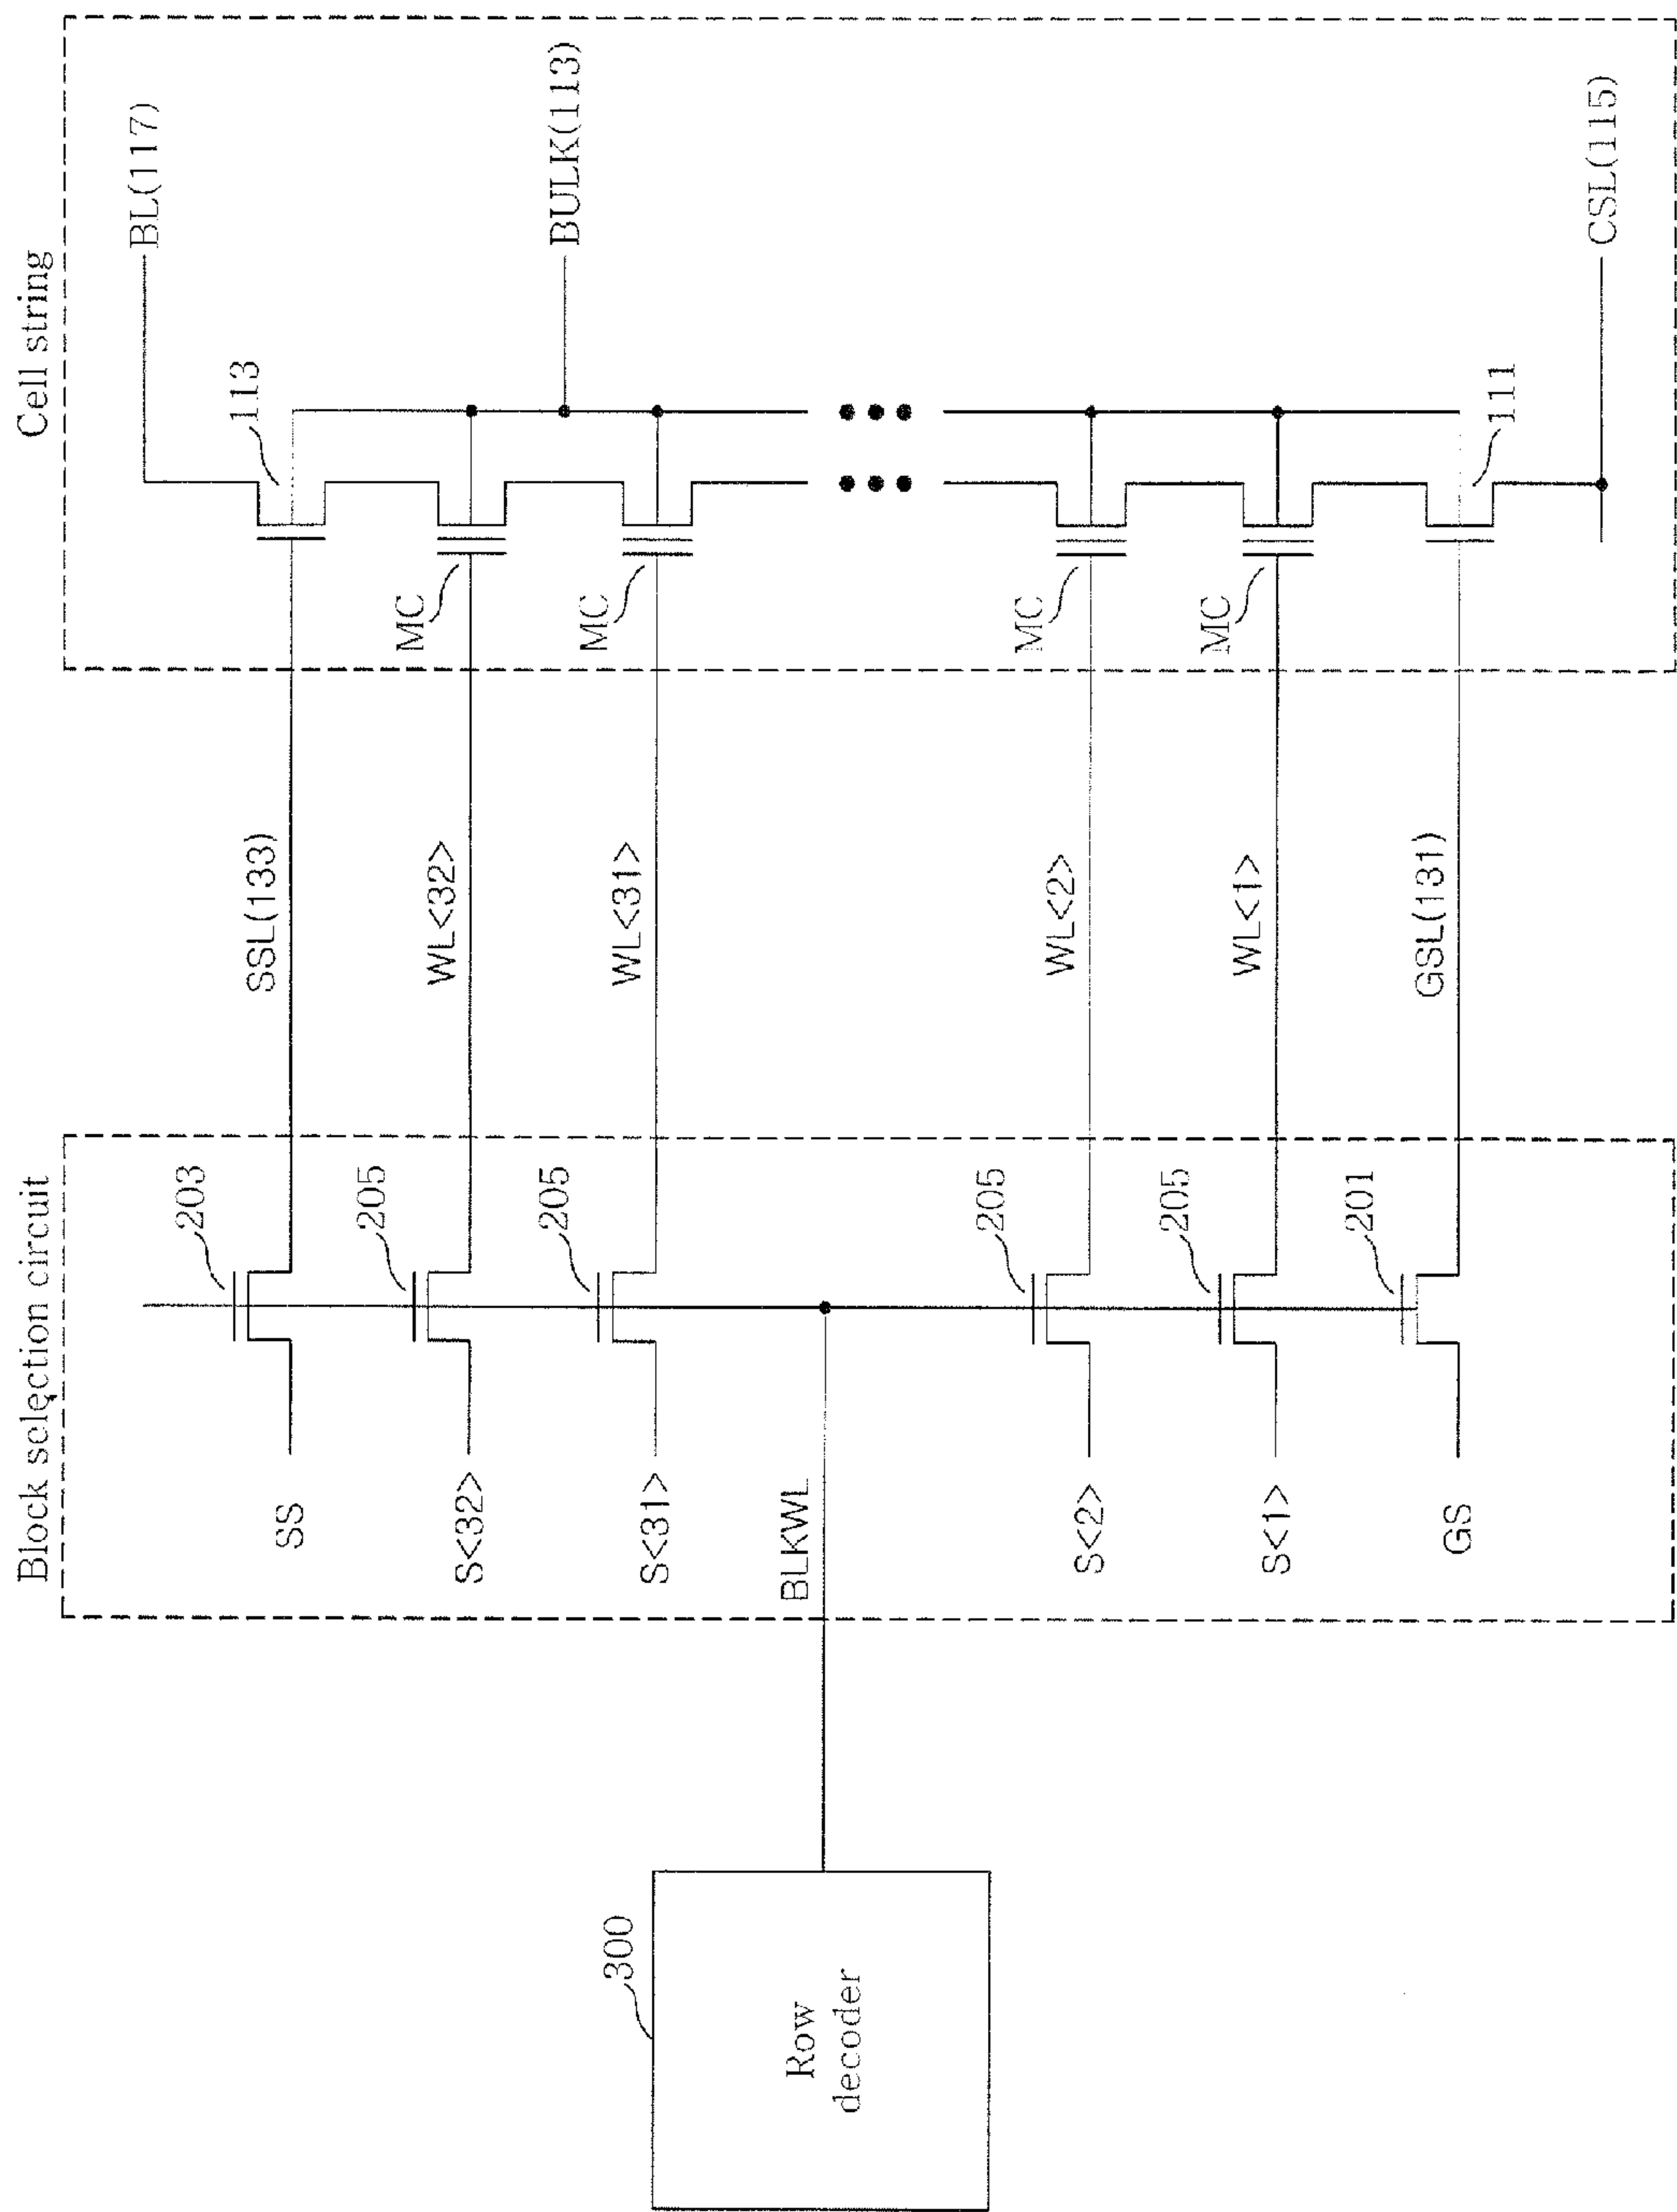 Block selection circuit
Cell string
203
SS
SSL(133)
113
BL(117)
205
S<32>
WL<32>
MC
BULK(113)
205
S<31>
WL<31>
MC
300
Row
decoder
BLKWL
205
S<2>
WL<2>
MC
205
S<1>
WL<1>
MC
201
GS
GSL(131)
111
CSL(115)